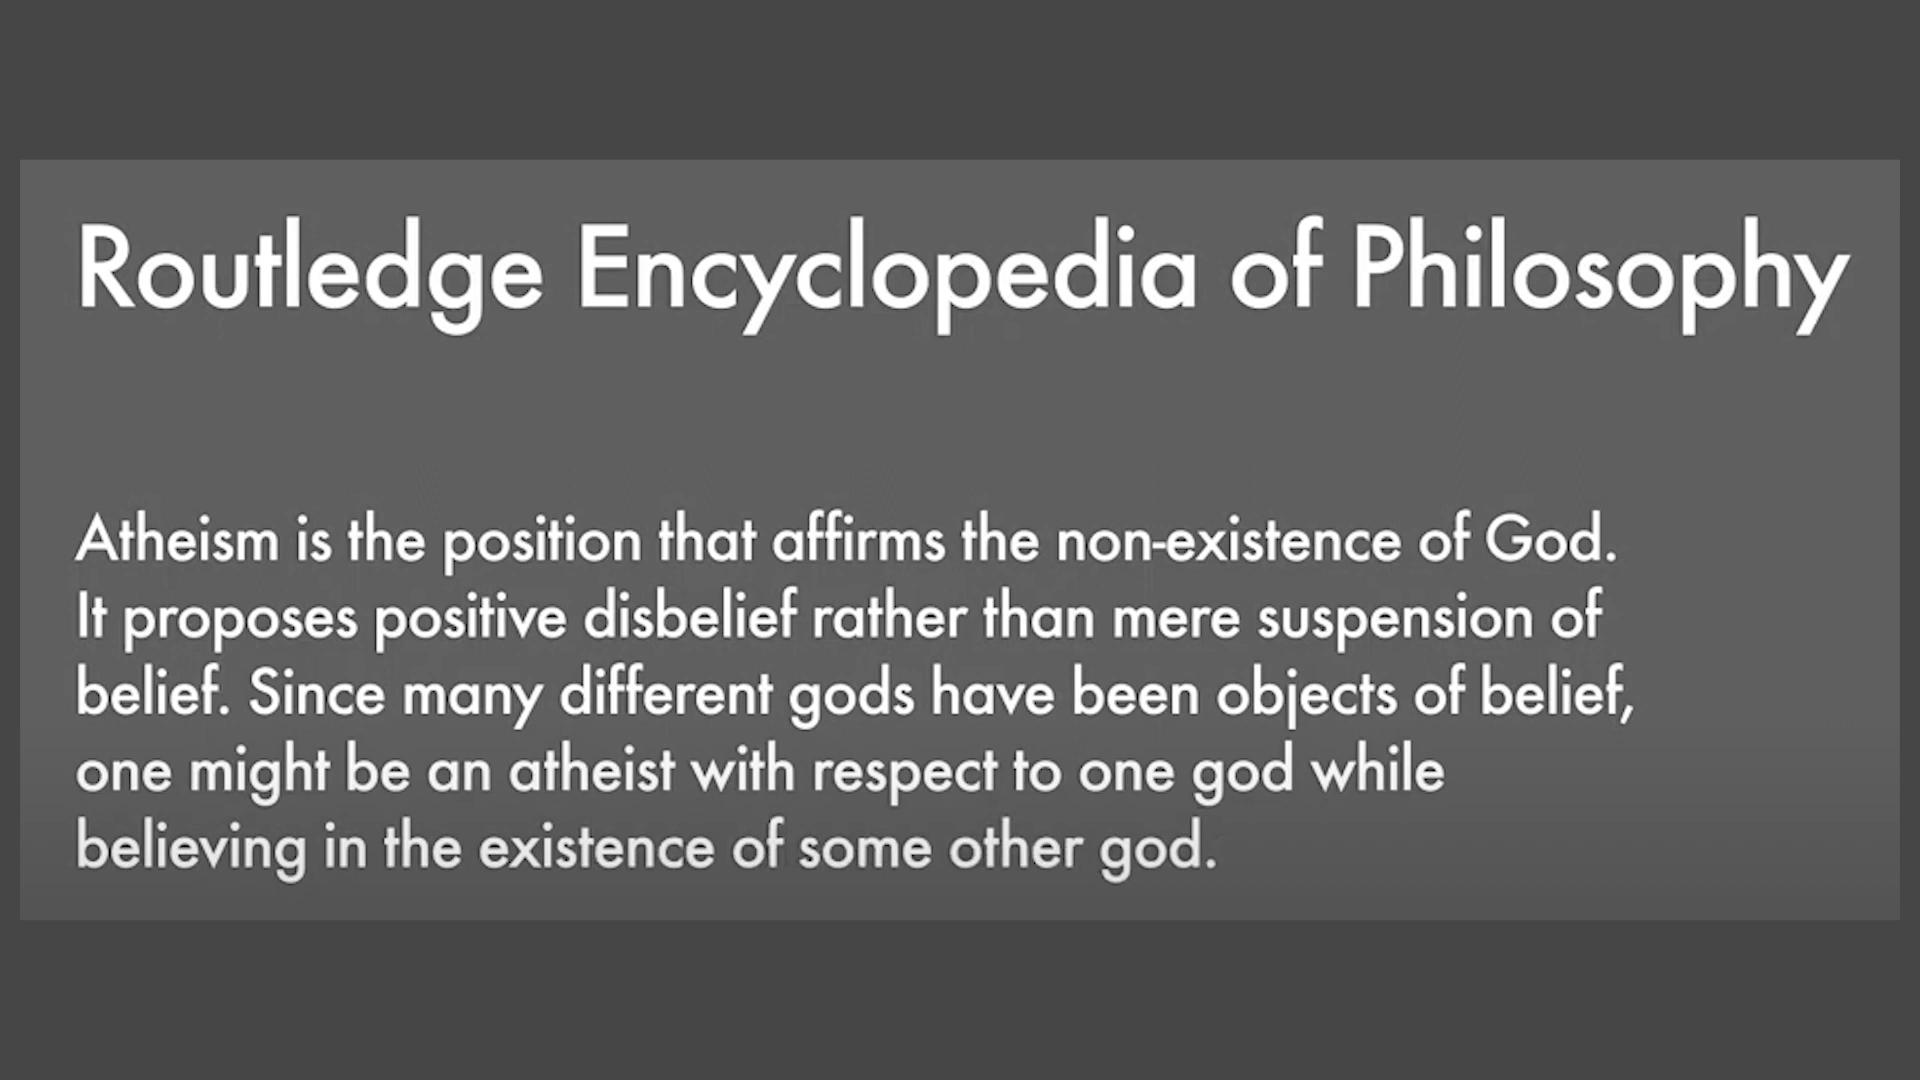 Routledge Encyclopedia of Philosophy
Atheism is the position that affirms the non-existence of God.
It proposes positive disbelief rather than mere suspension of
belief. Since many different gods have been objects of belief,
one might be an atheist with respect to one god while
believing in the existence of some other god.